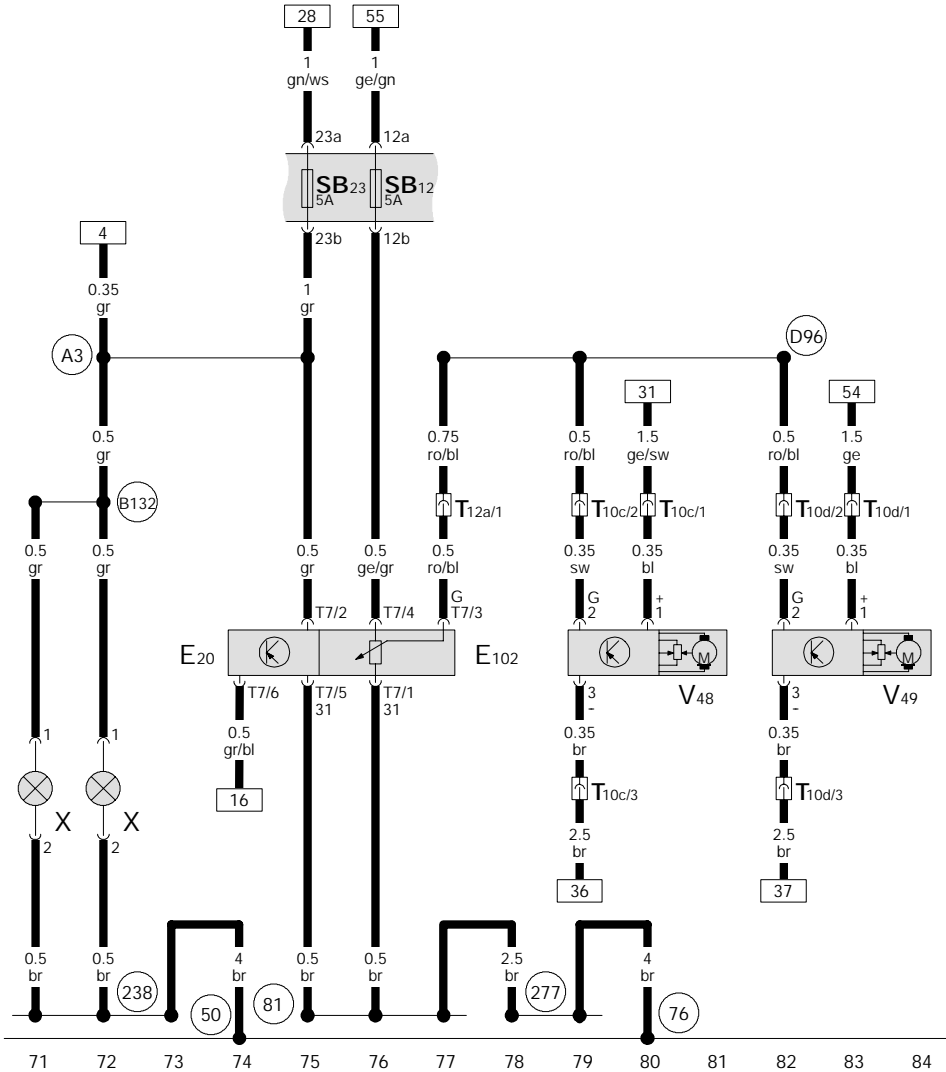 28 55
1 1
gn/ws ge/gn
23a 12a
SB23 SB12
5A 5A
23b 12b
4
0.35 1
gr gr
A3 D96
31 54
0.5 0.75 0.5 1.5 0.5 1.5
gr ro/bl ro/bl ge/sw ro/bl ge
B132 T12a/1 T10c/2 T10c/1 T10d/2 T10d/1
0.5 0.5 0.5 0.5 0.5 0.35 0.35 0.35 0.35
gr gr gr ge/gr ro/bl sw bl sw bl
G G + G +
T7/2 T7/4 T7/3 2 1 2 1
E20 E102 M M
T7/6 T7/5 T7/1 3 V48 3 V49
31 31 - -
0.5 0.35 0.35
gr/bl br br
1 1
16 T10c/3 T10d/3
X X
2 2 2.5 2.5
br br
36 37
0.5 0.5 4 0.5 0.5 2.5 4
br br br br br br br
238 50 81 277 76
71 72 73 74 75 76 77 78 79 80 81 82 83 84